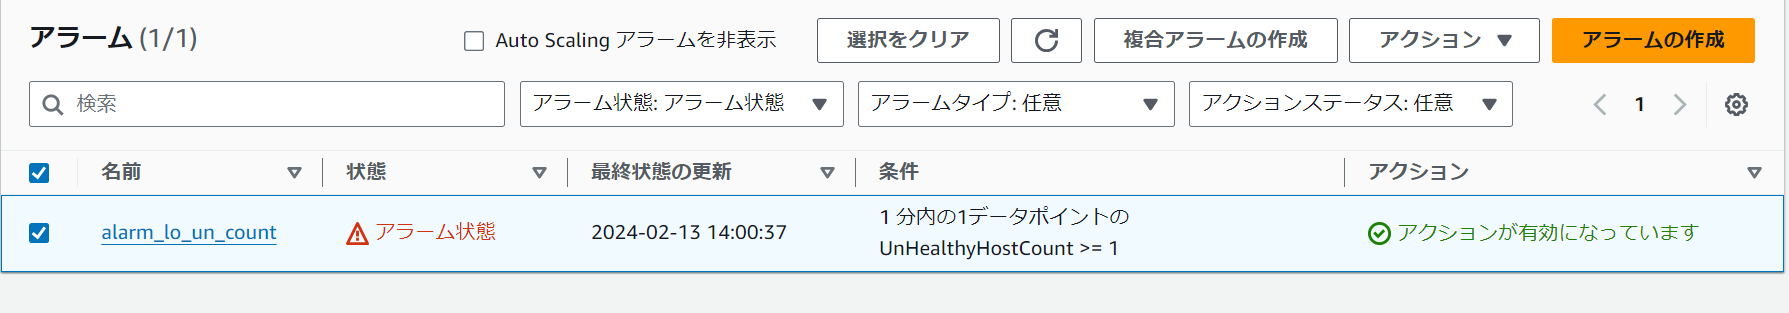 アラーム (1/1)
Auto Scaling アラームを非表示
選択をクリア
複合アラームの作成
アクション
アラームの作成
検索
アラーム状態: アラーム状態
アラームタイプ: 任意
アクションステータス: 任意
1
名前
状態
最終状態の更新
条件
アクション
alarm_lo_un_count
アラーム状態
2024-02-13 14:00:37
1 分内の1データポイントの
UnHealthyHostCount >= 1
アクションが有効になっています